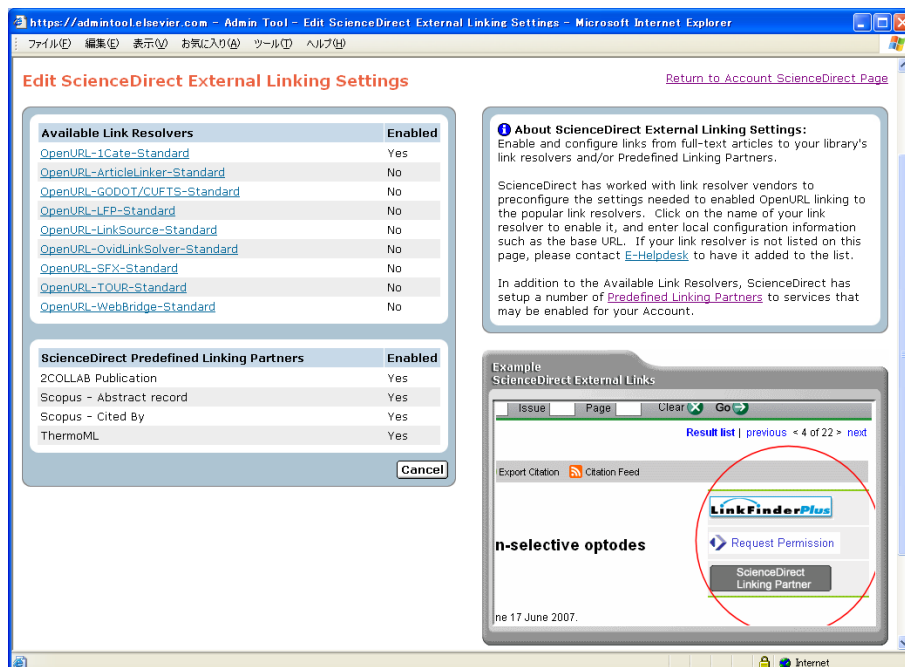 https://admintool.elsevier.com - Admin Tool - Edit ScienceDirect External Linking Settings - Microsoft Internet Explorer
ファイル(F) 編集(E) 表示(V) お気に入り(A) ツール(T) ヘルプ(H)
Edit ScienceDirect External Linking Settings
Return to Account ScienceDirect Page
Available Link Resolvers Enabled
OpenURL-1Cate-Standard Yes
OpenURL-ArticleLinker-Standard No
OpenURL-GODOT/CUFTS-Standard No
OpenURL-LFP-Standard No
OpenURL-LinkSource-Standard No
OpenURL-OvidLinkSolver-Standard No
OpenURL-SFX-Standard No
OpenURL-TOUR-Standard No
OpenURL-WebBridge-Standard No
ScienceDirect Predefined Linking Partners Enabled
2COLLAB Publication Yes
Scopus - Abstract record Yes
Scopus - Cited By Yes
ThermoML Yes
Cancel
About ScienceDirect External Linking Settings:
Enable and configure links from full-text articles to your library's
link resolvers and/or Predefined Linking Partners.
ScienceDirect has worked with link resolver vendors to
preconfigure the settings needed to enabled OpenURL linking to
the popular link resolvers. Click on the name of your link
resolver to enable it, and enter local configuration information
such as the base URL. If your link resolver is not listed on this
page, please contact E-Helpdesk to have it added to the list.
In addition to the Available Link Resolvers, ScienceDirect has
setup a number of Predefined Linking Partners to services that
may be enabled for your Account.
Example
ScienceDirect External Links
Issue Page Clear Go
Result list | previous < 4 of 22 > next
Export Citation Citation Feed
LinkFinderPlus
n-selective optodes
Request Permission
ScienceDirect
Linking Partner
ne 17 June 2007.
Internet